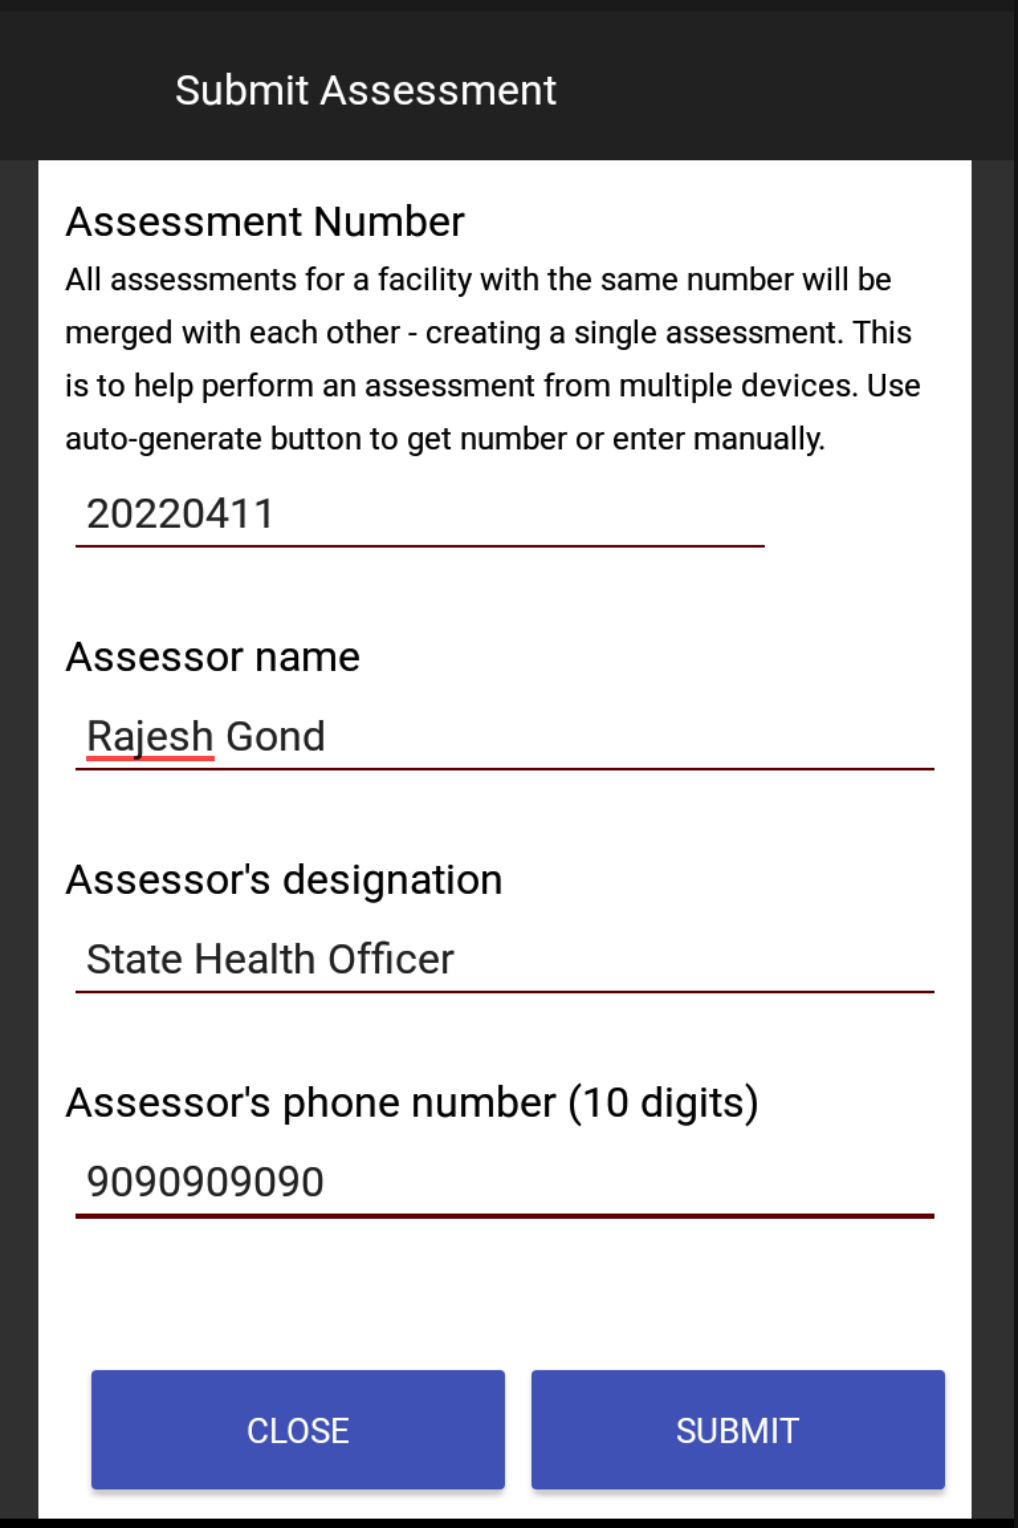 Submit Assessment
Assessment Number
All assessments for a facility with the same number will be
merged with each other - creating a single assessment. This
is to help perform an assessment from multiple devices. Use
auto-generate button to get number or enter manually.
20220411
Assessor name
Rajesh Gond
Assessor's designation
State Health Officer
Assessor's phone number (10 digits)
9090909090
CLOSE
SUBMIT